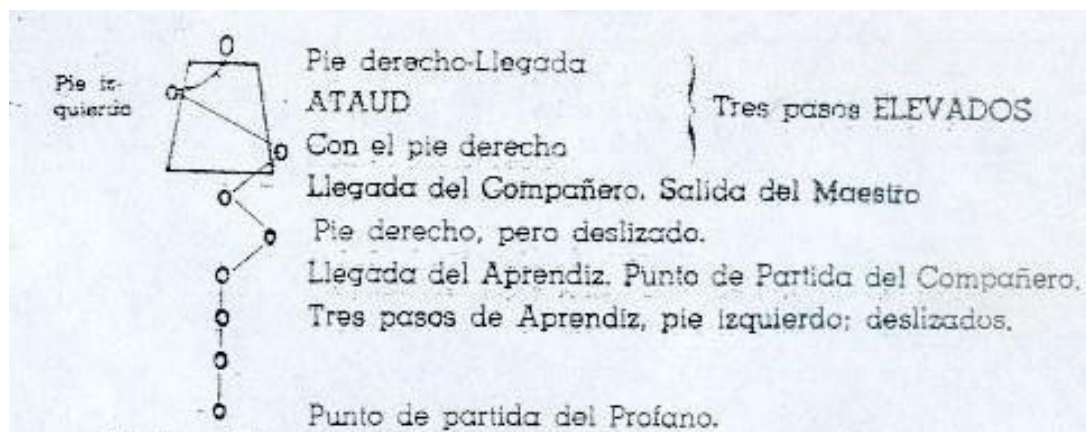 Pie derecho-Llegada
Pie iz-
quierdo
ATAUD
Tres pasos ELEVADOS
Con el pie derecho
Llegada del Compañero. Salida del Maestro
Pie derecho, pero deslizado.
Llegada del Aprendiz. Punto de Partida del Compañero.
Tres pasos de Aprendiz, pie izquierdo; deslizados.
Punto de partida del Profano.